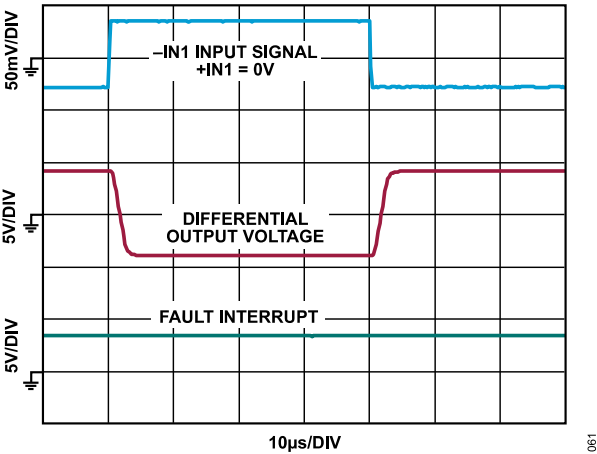 50mV/DIV
–IN1 INPUT SIGNAL
+IN1 = 0V
5V/DIV
DIFFERENTIAL
OUTPUT VOLTAGE
5V/DIV
FAULT INTERRUPT
10µs/DIV
061